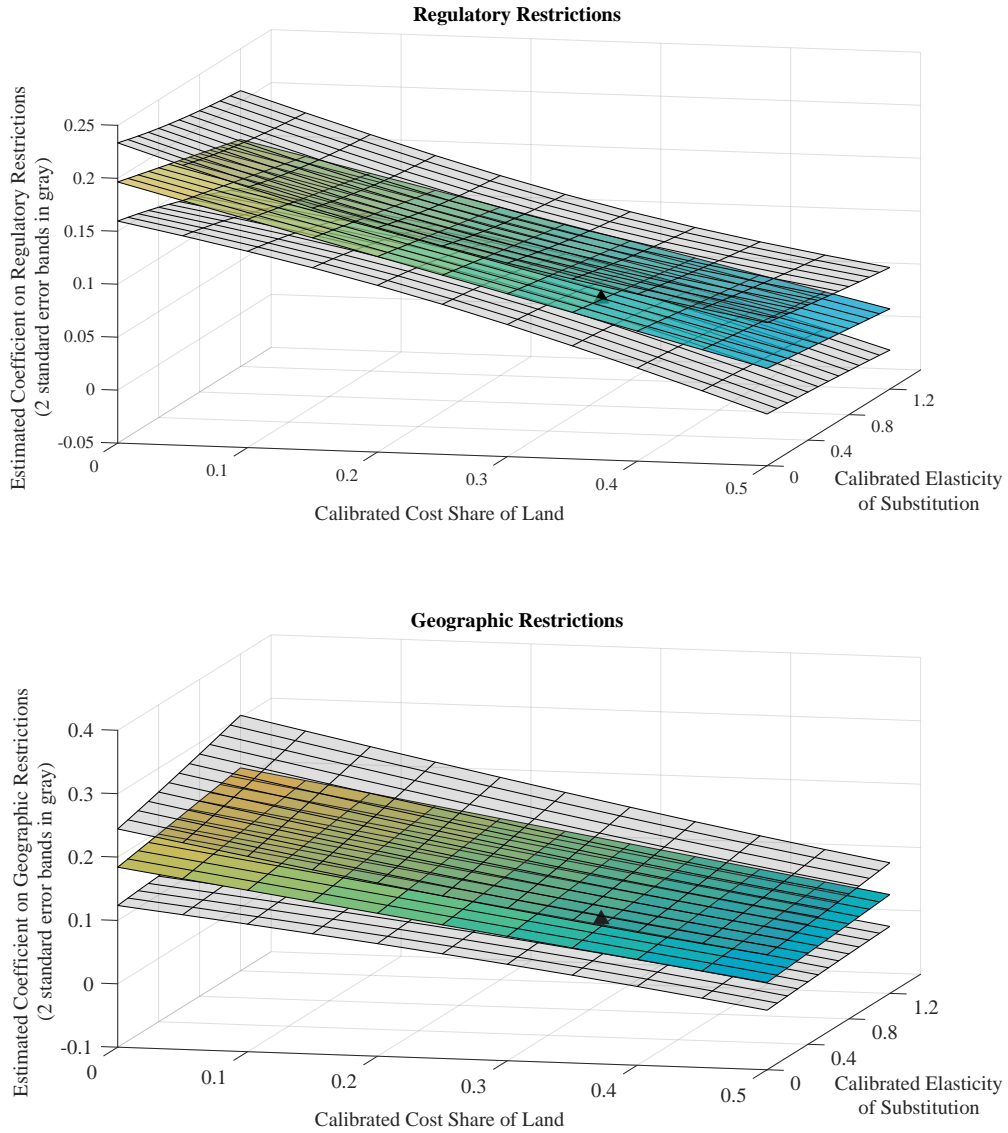 Regulatory Restrictions
Estimated Coefficient on Regulatory Restrictions
(2 standard error bands in gray)
0.25
0.2
0.15
0.1
0.05
0
-0.05
0
0.1
0.2
0.3
0.4
0.5
0
0.4
0.8
1.2
Calibrated Cost Share of Land
Calibrated Elasticity
of Substitution
Geographic Restrictions
Estimated Coefficient on Geographic Restrictions
(2 standard error bands in gray)
0.4
0.3
0.2
0.1
0
-0.1
0
0.1
0.2
0.3
0.4
0.5
0
0.4
0.8
1.2
Calibrated Cost Share of Land
Calibrated Elasticity
of Substitution